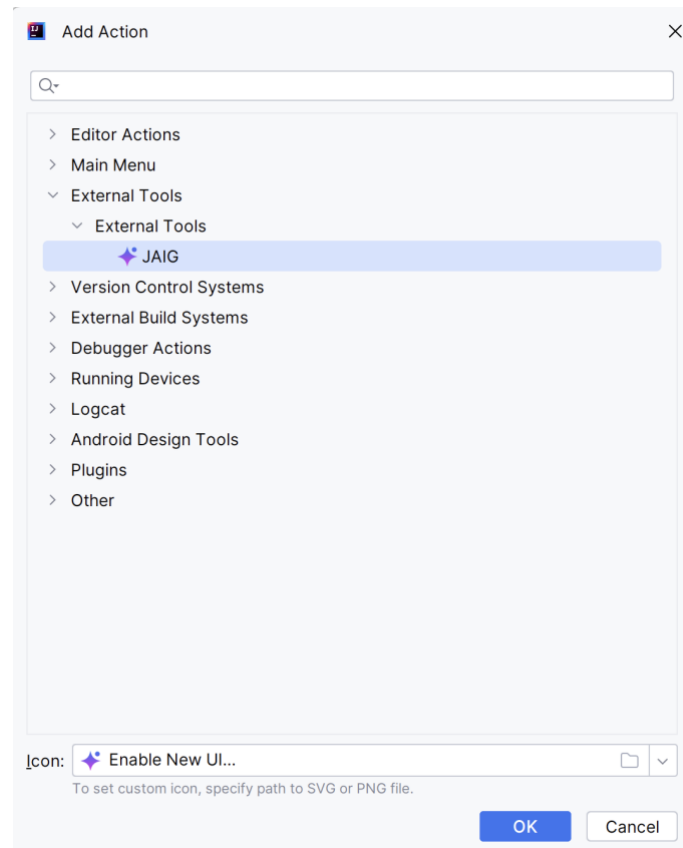 Add Action
Editor Actions
Main Menu
External Tools
External Tools
JAIG
Version Control Systems
External Build Systems
Debugger Actions
Running Devices
Logcat
Android Design Tools
Plugins
Other
Icon: Enable New UI...
To set custom icon, specify path to SVG or PNG file.
OK Cancel